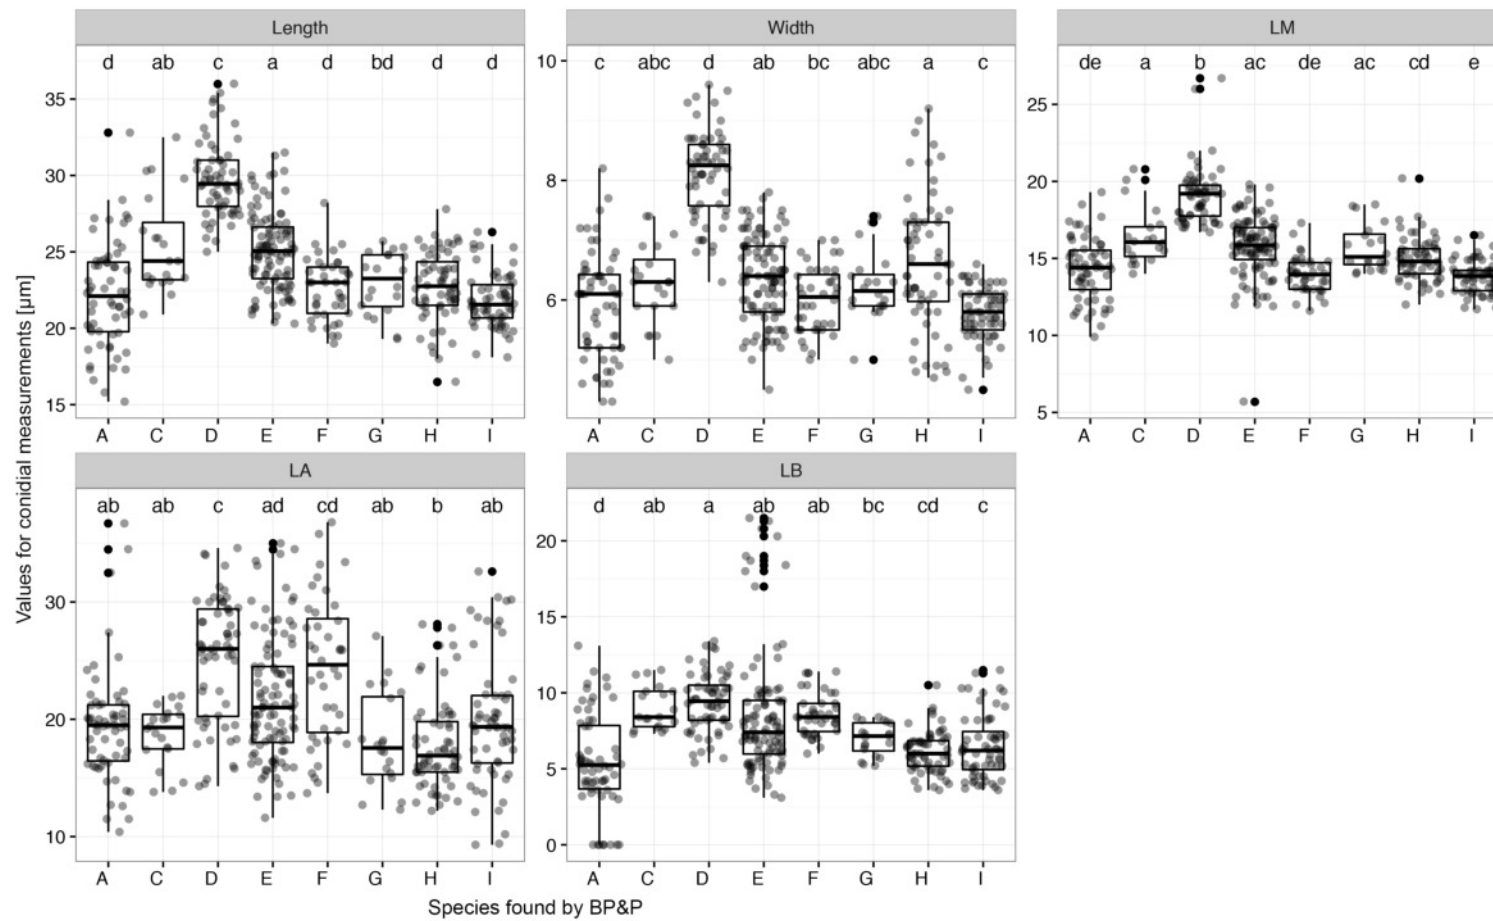 Length
d ab c a d bd d d
35
30
25
20
15
A C D E F G H I
Width
c abc d ab bc abc a c
10
8
6
A C D E F G H I
LM
de a b ac de ac cd e
25
20
15
10
5
A C D E F G H I
LA
ab ab c ad cd ab b ab
30
20
10
A C D E F G H I
LB
d ab a ab ab bc cd c
20
15
10
5
0
A C D E F G H I
Values for conidial measurements [µm]
Species found by BP&P